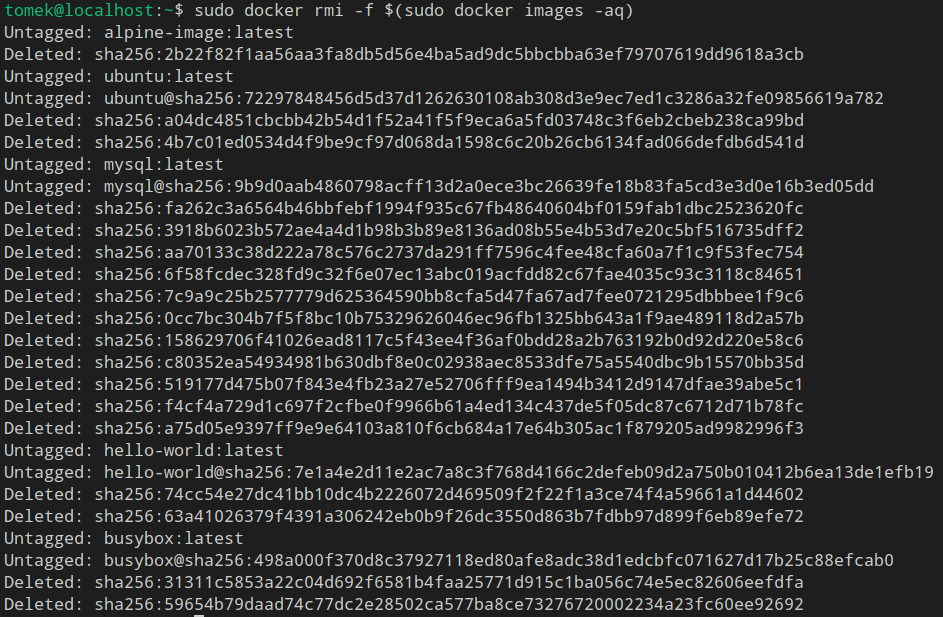 tomek@localhost:~$ sudo docker rmi -f $(sudo docker images -aq)
Untagged: alpine-image:latest
Deleted: sha256:2b22f82f1aa56aa3fa8db5d56e4ba5ad9dc5bbcbba63ef79707619dd9618a3cb
Untagged: ubuntu:latest
Untagged: ubuntu@sha256:72297848456d5d37d1262630108ab308d3e9ec7ed1c3286a32fe09856619a782
Deleted: sha256:a04dc4851cbcbb42b54d1f52a41f5f9eca6a5fd03748c3f6eb2cbeb238ca99bd
Deleted: sha256:4b7c01ed0534d4f9be9cf97d068da1598c6c20b26cb6134fad066defdb6d541d
Untagged: mysql:latest
Untagged: mysql@sha256:9b9d0aab4860798acff13d2a0ece3bc26639fe18b83fa5cd3e3d0e16b3ed05dd
Deleted: sha256:fa262c3a6564b46bbfebf1994f935c67fb48640604bf0159fab1dbc2523620fc
Deleted: sha256:3918b6023b572ae4a4d1b98b3b89e8136ad08b55e4b53d7e20c5bf516735dff2
Deleted: sha256:aa70133c38d222a78c576c2737da291ff7596c4fee48cfa60a7f1c9f53fec754
Deleted: sha256:6f58fcdec328fd9c32f6e07ec13abc019acfdd82c67fae4035c93c3118c84651
Deleted: sha256:7c9a9c25b2577779d625364590bb8cfa5d47fa67ad7fee0721295dbbbee1f9c6
Deleted: sha256:0cc7bc304b7f5f8bc10b75329626046ec96fb1325bb643a1f9ae489118d2a57b
Deleted: sha256:158629706f41026ead8117c5f43ee4f36af0bdd28a2b763192b0d92d220e58c6
Deleted: sha256:c80352ea54934981b630dbf8e0c02938aec8533dfe75a5540dbc9b15570bb35d
Deleted: sha256:519177d475b07f843e4fb23a27e52706fff9ea1494b3412d9147dfae39abe5c1
Deleted: sha256:f4cf4a729d1c697f2cfbe0f9966b61a4ed134c437de5f05dc87c6712d71b78fc
Deleted: sha256:a75d05e9397ff9e9e64103a810f6cb684a17e64b305ac1f879205ad9982996f3
Untagged: hello-world:latest
Untagged: hello-world@sha256:7e1a4e2d11e2ac7a8c3f768d4166c2defeb09d2a750b010412b6ea13de1efb19
Deleted: sha256:74cc54e27dc41bb10dc4b2226072d469509f2f22f1a3ce74f4a59661a1d44602
Deleted: sha256:63a41026379f4391a306242eb0b9f26dc3550d863b7fdbb97d899f6eb89efe72
Untagged: busybox:latest
Untagged: busybox@sha256:498a000f370d8c37927118ed80afe8adc38d1edcbfc071627d17b25c88efcab0
Deleted: sha256:31311c5853a22c04d692f6581b4faa25771d915c1ba056c74e5ec82606eefdfa
Deleted: sha256:59654b79daad74c77dc2e28502ca577ba8ce73276720002234a23fc60ee92692